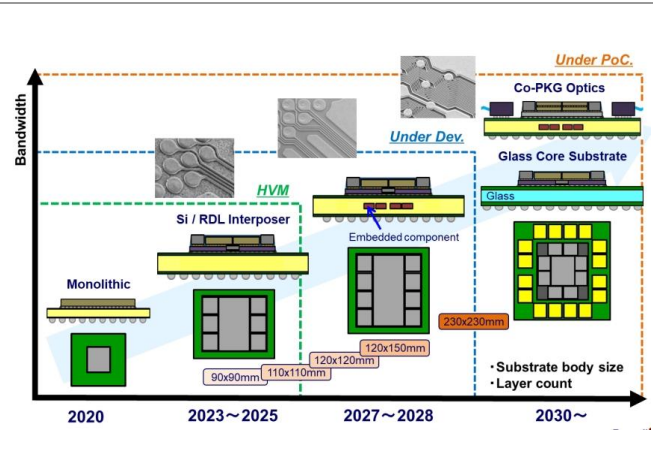 Under PoC.
Co-PKG Optics
Bandwidth
Under Dev.
Glass Core Substrate
HVM
Glass
Si / RDL Interposer
Embedded component
Monolithic
230x230mm
120x150mm
120x120mm
110x110mm
90x90mm
・Substrate body size
・Layer count
2020
2023～2025
2027～2028
2030～